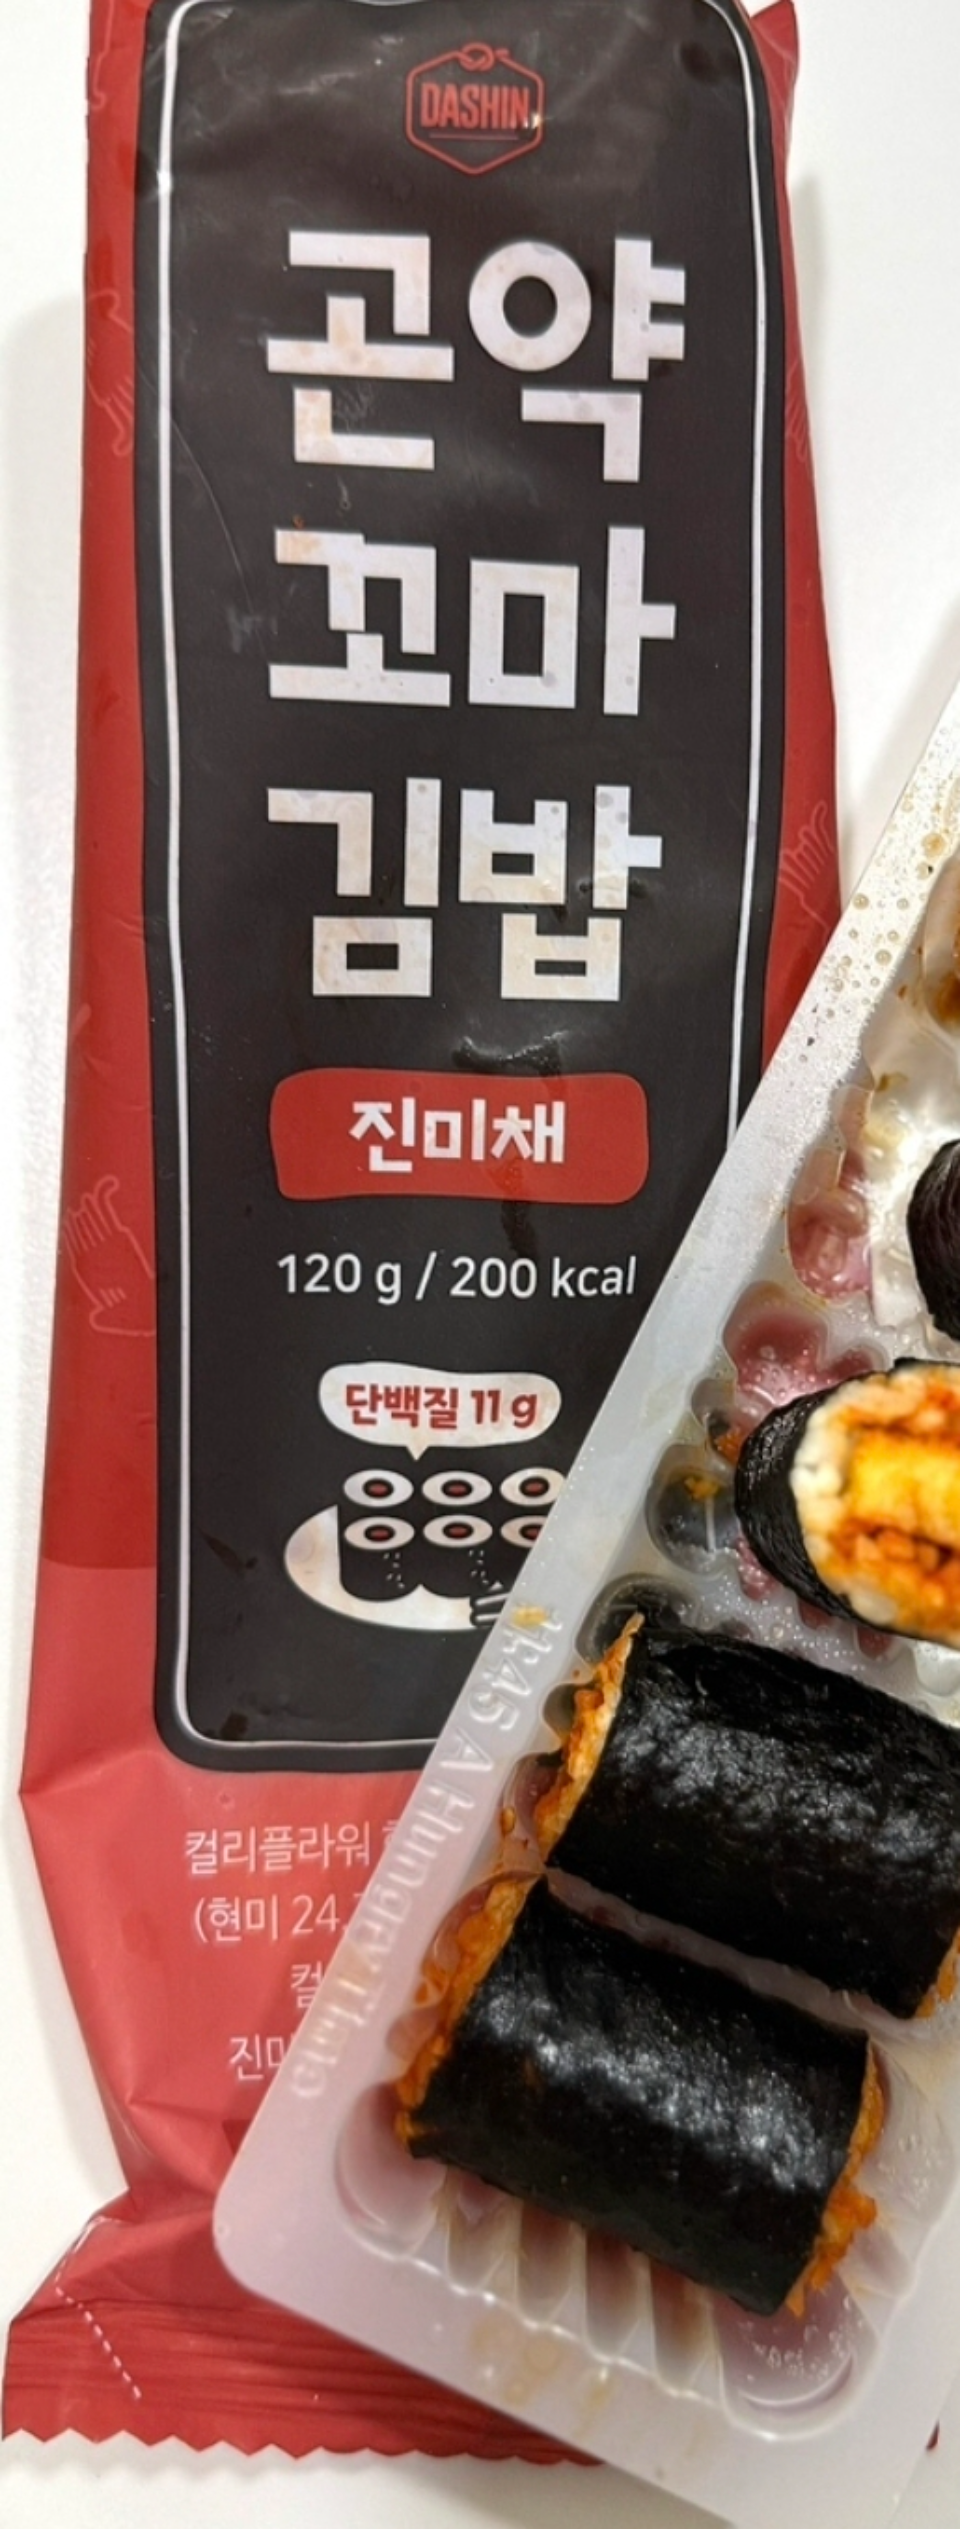 DASHIN
곤약
꼬마
김밥
진미채
120 g / 200 kcal
단백질 11 g
컬리플라워
(현미 24.